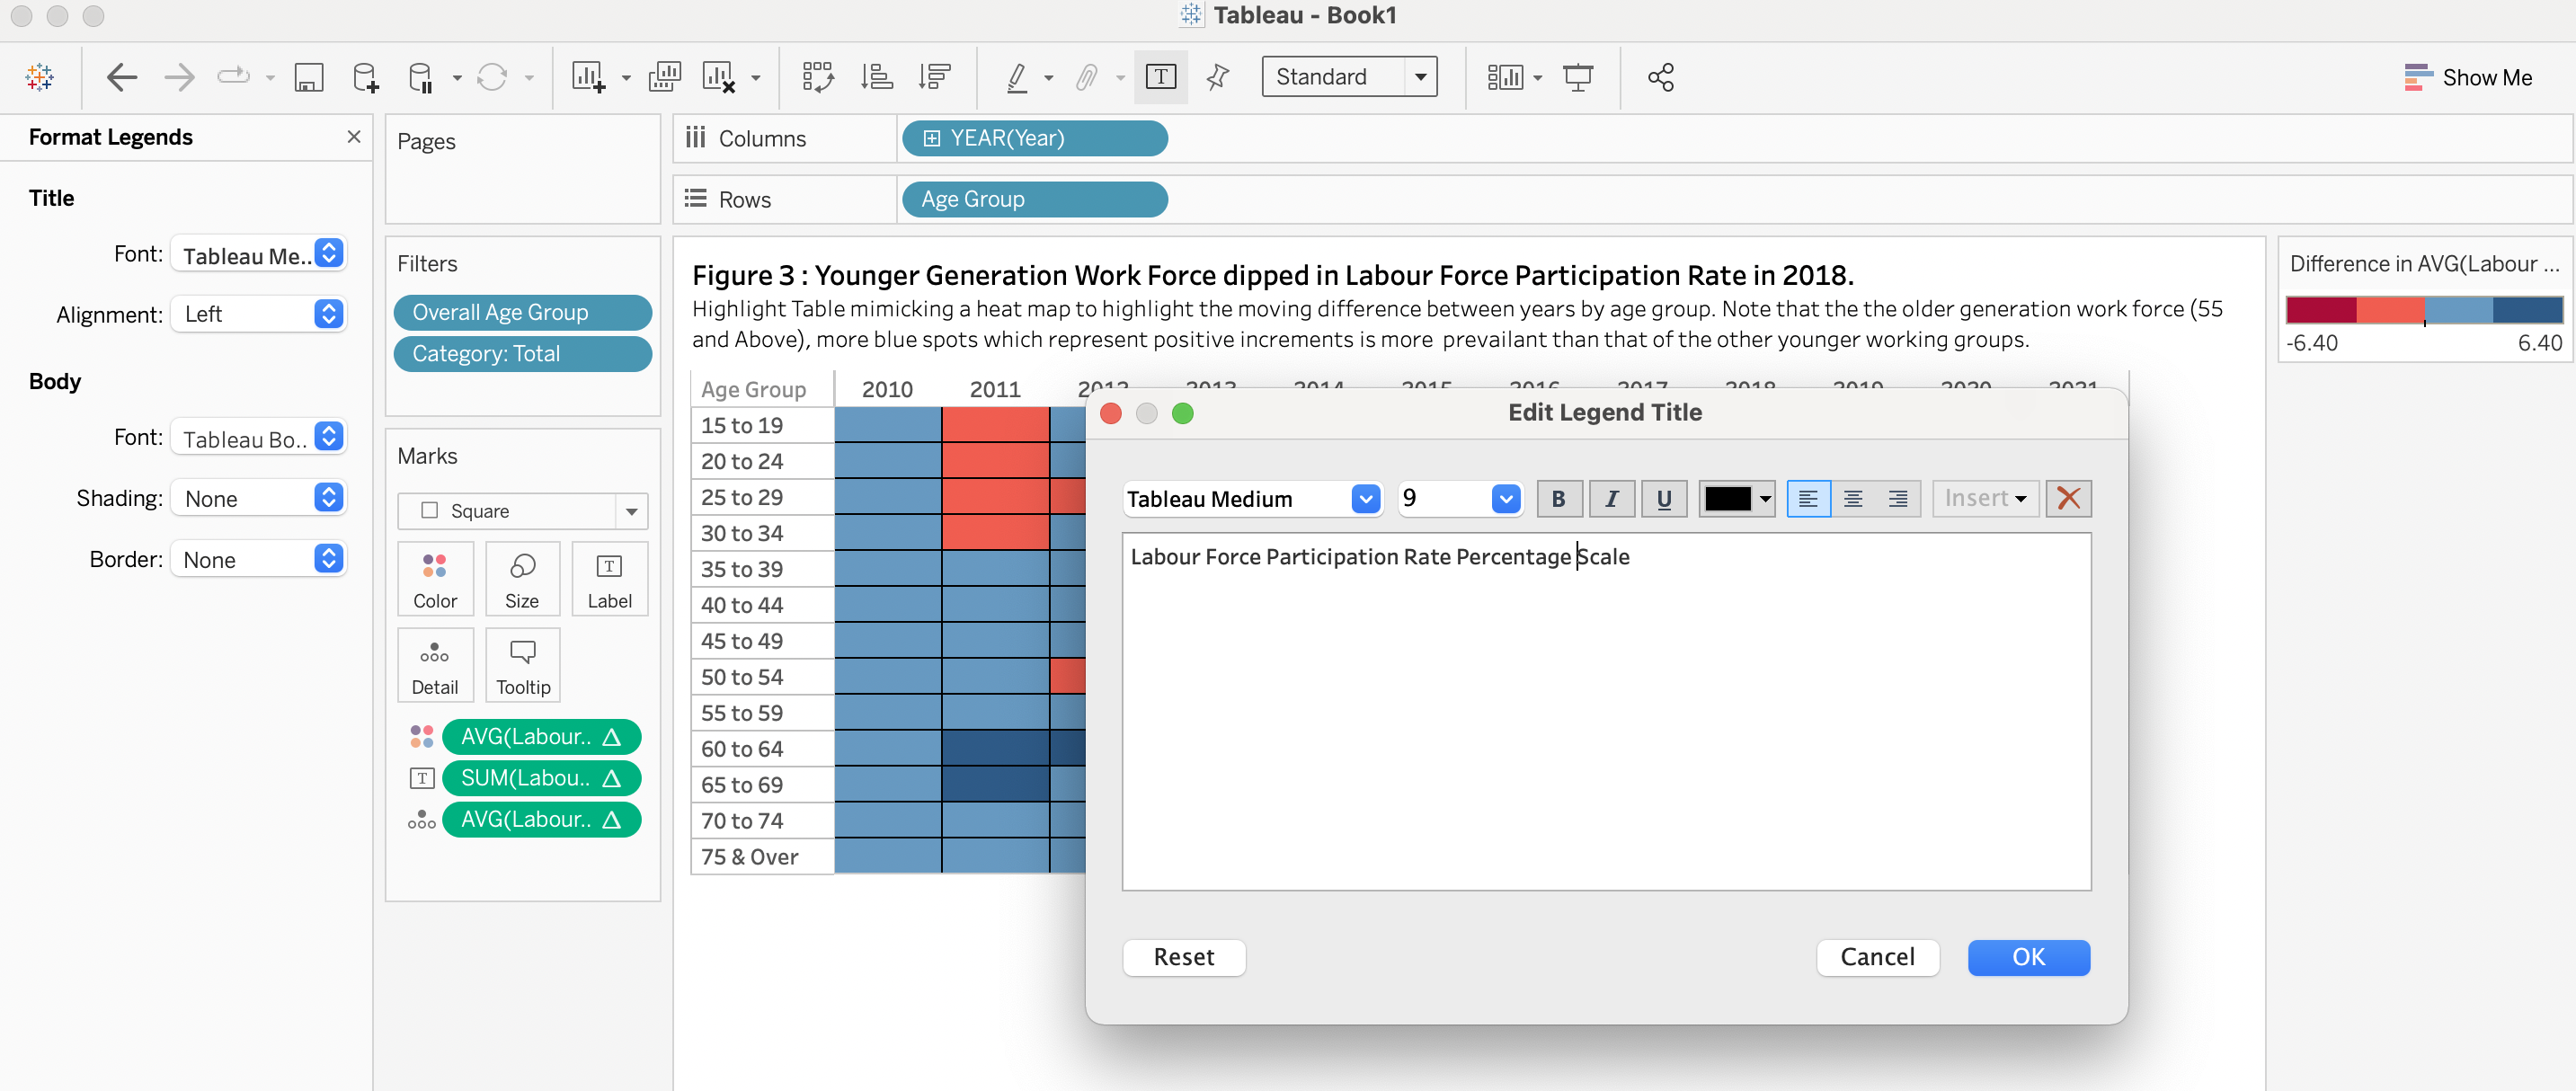 Tableau - Book1
Standard
Show Me
Format Legends
Title
Font: Tableau Me..
Alignment: Left
Body
Font: Tableau Bo..
Shading: None
Border: None
Pages
Filters
Overall Age Group
Category: Total
Marks
Square
Color Size Label
Detail Tooltip
AVG(Labour.. Δ
SUM(Labou.. Δ
AVG(Labour.. Δ
Columns YEAR(Year)
Rows Age Group
Figure 3 : Younger Generation Work Force dipped in Labour Force Participation Rate in 2018.
Highlight Table mimicking a heat map to highlight the moving difference between years by age group. Note that the the older generation work force (55
and Above), more blue spots which represent positive increments is more prevailant than that of the other younger working groups.
Age Group 2010 2011 2012 2013 2014 2015 2016 2017 2018 2019 2020 2021
15 to 19
20 to 24
25 to 29
30 to 34
35 to 39
40 to 44
45 to 49
50 to 54
55 to 59
60 to 64
65 to 69
70 to 74
75 & Over
Edit Legend Title
Tableau Medium 9 B I U Insert
Labour Force Participation Rate Percentage Scale
Reset Cancel OK
Difference in AVG(Labour ...
-6.40 6.40